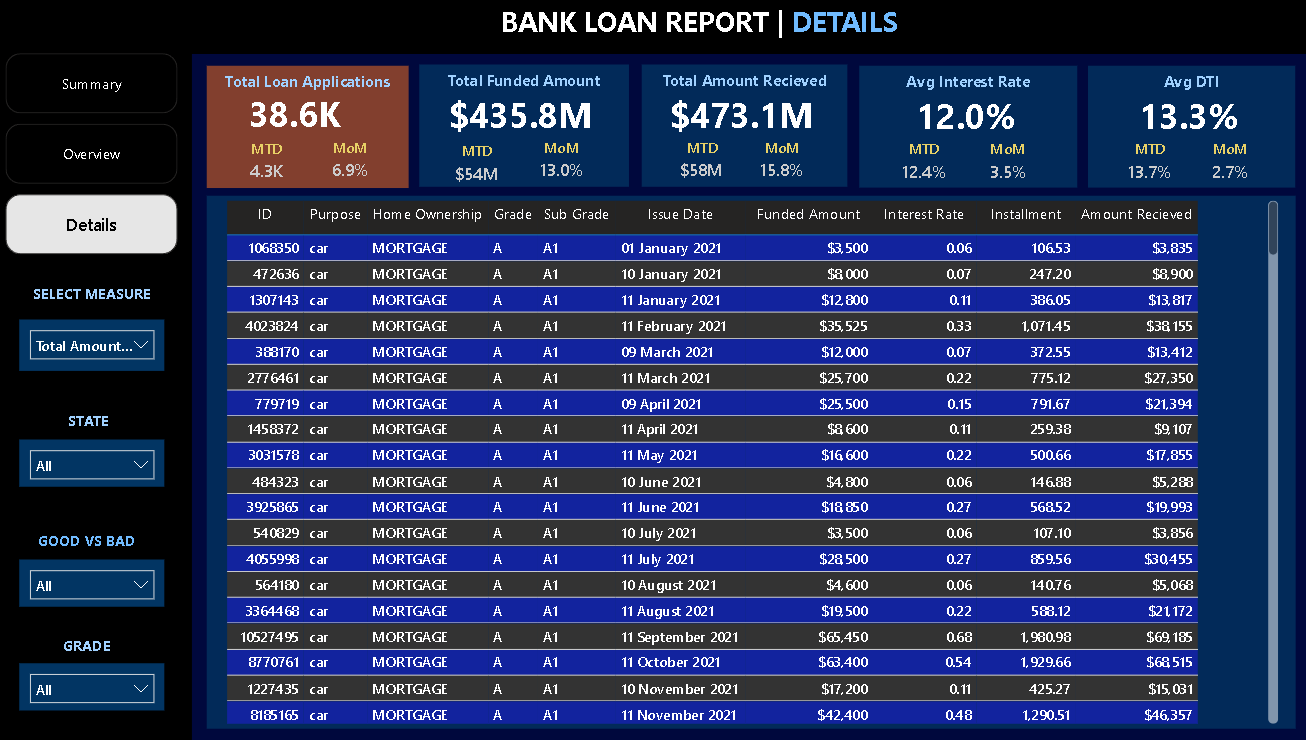 BANK LOAN REPORT | DETAILS
Summary
Overview
Details
SELECT MEASURE
Total Amount...
STATE
All
GOOD VS BAD
All
GRADE
All
Total Loan Applications
38.6K
MTD MoM
4.3K 6.9%
Total Funded Amount
$435.8M
MTD MoM
$54M 13.0%
Total Amount Recieved
$473.1M
MTD MoM
$58M 15.8%
Avg Interest Rate
12.0%
MTD MoM
12.4% 3.5%
Avg DTI
13.3%
MTD MoM
13.7% 2.7%
ID Purpose Home Ownership Grade Sub Grade Issue Date Funded Amount Interest Rate Installment Amount Recieved
1068350 car MORTGAGE A A1 01 January 2021 $3,500 0.06 106.53 $3,835
472636 car MORTGAGE A A1 10 January 2021 $8,000 0.07 247.20 $8,900
1307143 car MORTGAGE A A1 11 January 2021 $12,800 0.11 386.05 $13,817
4023824 car MORTGAGE A A1 11 February 2021 $35,525 0.33 1,071.45 $38,155
388170 car MORTGAGE A A1 09 March 2021 $12,000 0.07 372.55 $13,412
2776461 car MORTGAGE A A1 11 March 2021 $25,700 0.22 775.12 $27,350
779719 car MORTGAGE A A1 09 April 2021 $25,500 0.15 791.67 $21,394
1458372 car MORTGAGE A A1 11 April 2021 $8,600 0.11 259.38 $9,107
3031578 car MORTGAGE A A1 11 May 2021 $16,600 0.22 500.66 $17,855
484323 car MORTGAGE A A1 10 June 2021 $4,800 0.06 146.88 $5,288
3925865 car MORTGAGE A A1 11 June 2021 $18,850 0.27 568.52 $19,993
540829 car MORTGAGE A A1 10 July 2021 $3,500 0.06 107.10 $3,856
4055998 car MORTGAGE A A1 11 July 2021 $28,500 0.27 859.56 $30,455
564180 car MORTGAGE A A1 10 August 2021 $4,600 0.06 140.76 $5,068
3364468 car MORTGAGE A A1 11 August 2021 $19,500 0.22 588.12 $21,172
10527495 car MORTGAGE A A1 11 September 2021 $65,450 0.68 1,980.98 $69,185
8770761 car MORTGAGE A A1 11 October 2021 $63,400 0.54 1,929.66 $68,515
1227435 car MORTGAGE A A1 10 November 2021 $17,200 0.11 425.27 $15,031
8185165 car MORTGAGE A A1 11 November 2021 $42,400 0.48 1,290.51 $46,357